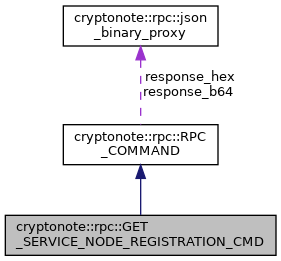 cryptonote::rpc::json
_binary_proxy
response_hex
response_b64
cryptonote::rpc::RPC
_COMMAND
cryptonote::rpc::GET
_SERVICE_NODE_REGISTRATION_CMD